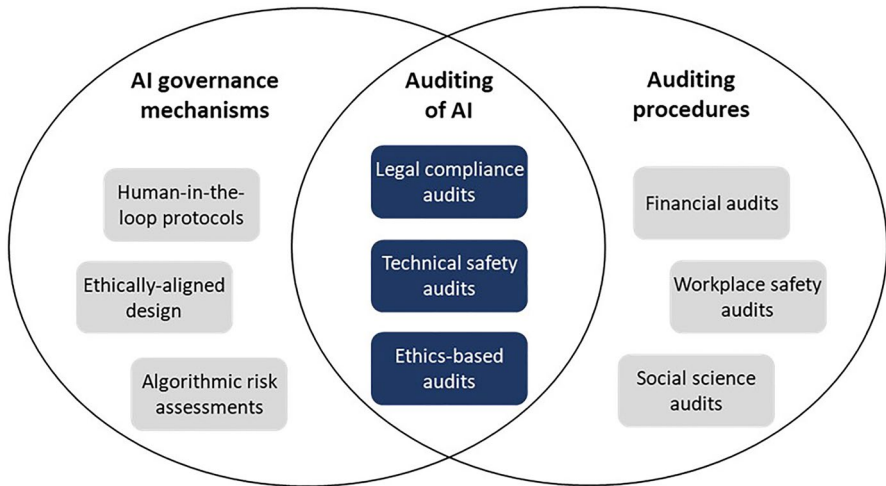 AI governance
mechanisms
Human-in-the-
loop protocols
Ethically-aligned
design
Algorithmic risk
assessments
Auditing
of AI
Legal compliance
audits
Technical safety
audits
Ethics-based
audits
Auditing
procedures
Financial audits
Workplace safety
audits
Social science
audits